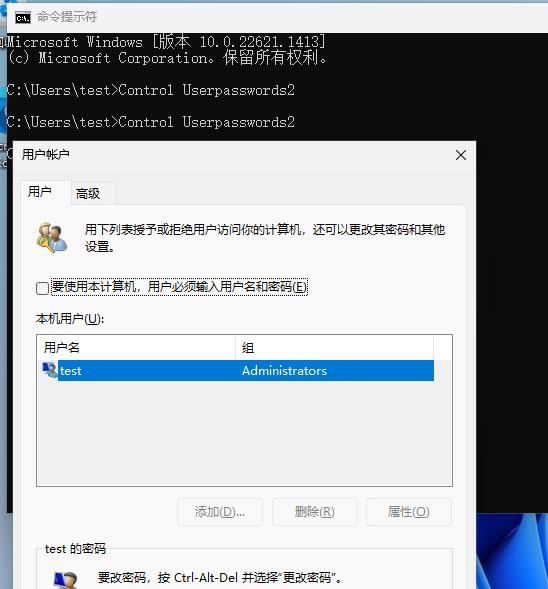 命令提示符
Microsoft Windows [版本 10.0.22621.1413]
(c) Microsoft Corporation。保留所有权利。
C:\Users\test>Control Userpasswords2
C:\Users\test>Control Userpasswords2
用户帐户
用户
高级
用下列表授予或拒绝用户访问你的计算机，还可以更改其密码和其他
设置。
要使用本计算机，用户必须输入用户名和密码(E)
本机用户(U):
用户名 组
test Administrators
添加(D)... 删除(R) 属性(O)
test 的密码
要改密码，按 Ctrl-Alt-Del 并选择“更改密码”。